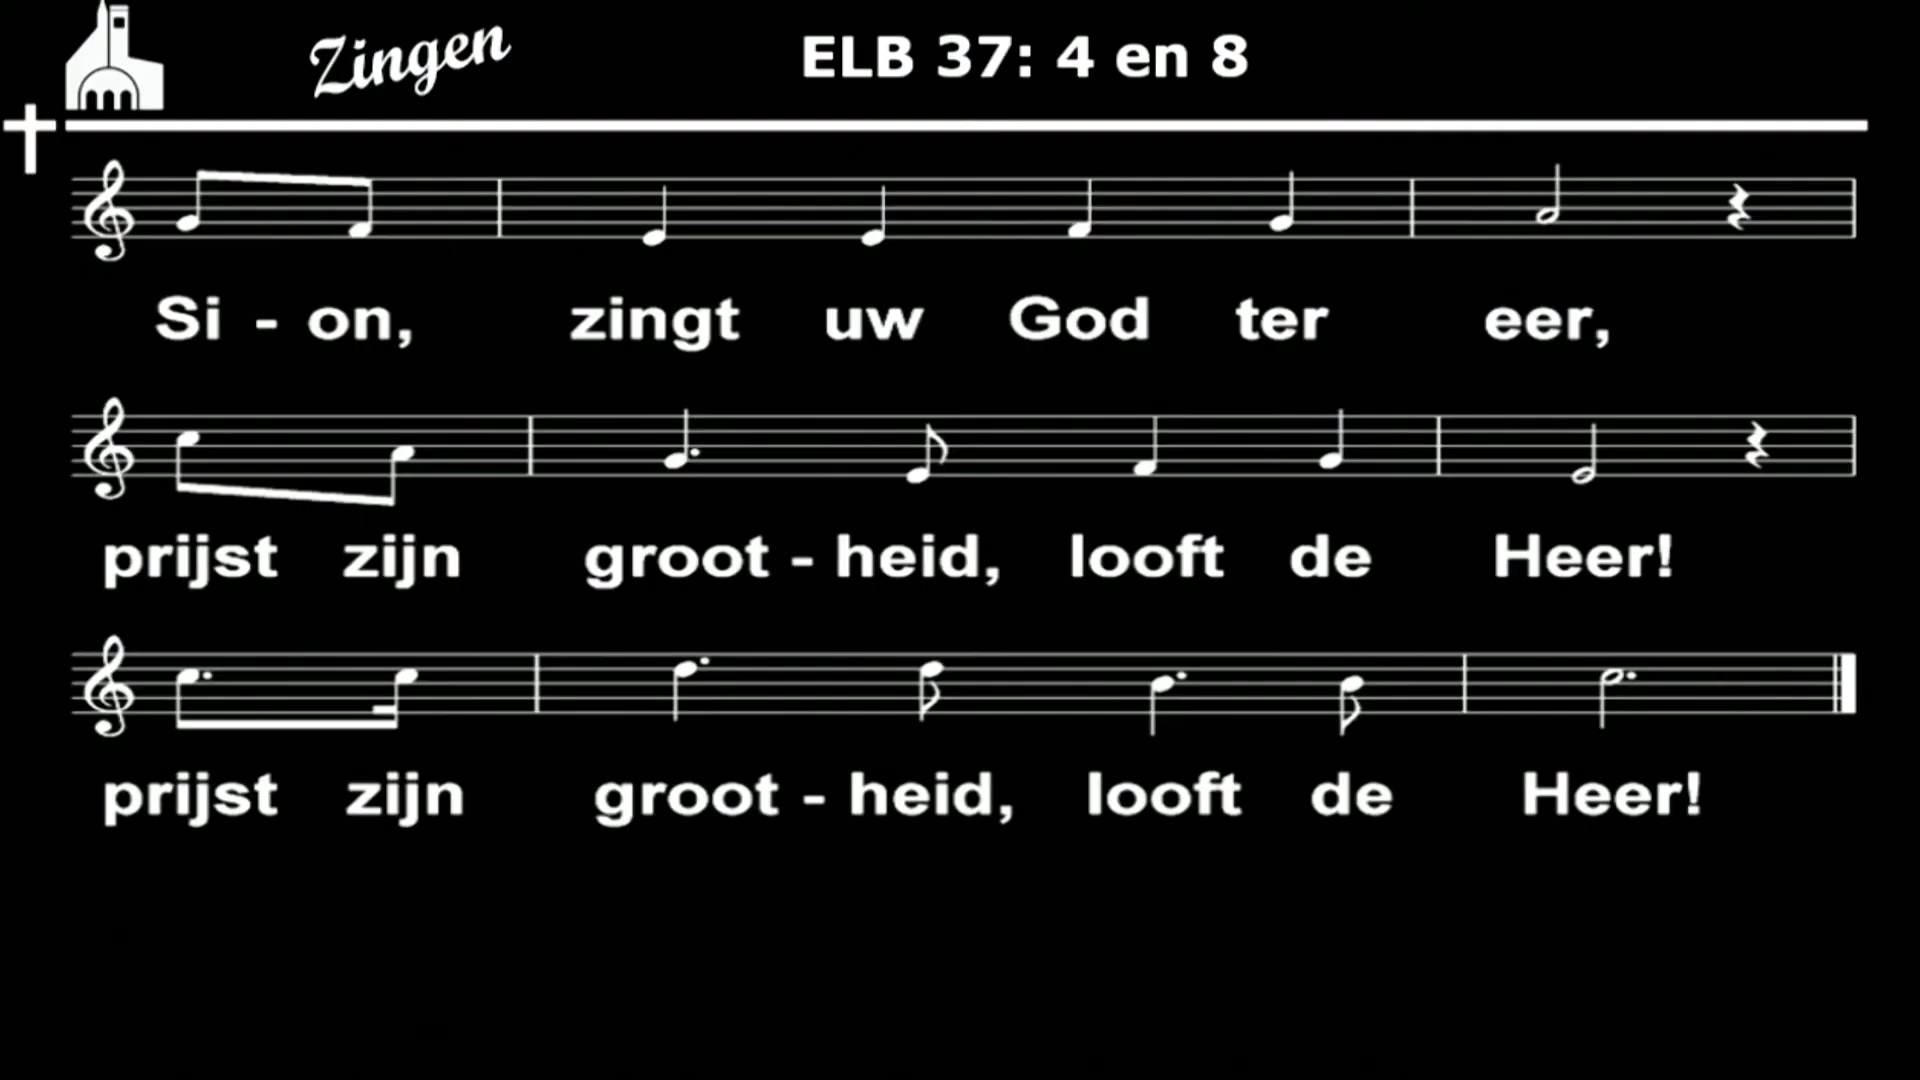 Zingen ELB 37: 4 en 8
Si - on, zingt uw God ter eer,
prijst zijn groot - heid, looft de Heer!
prijst zijn groot - heid, looft de Heer!